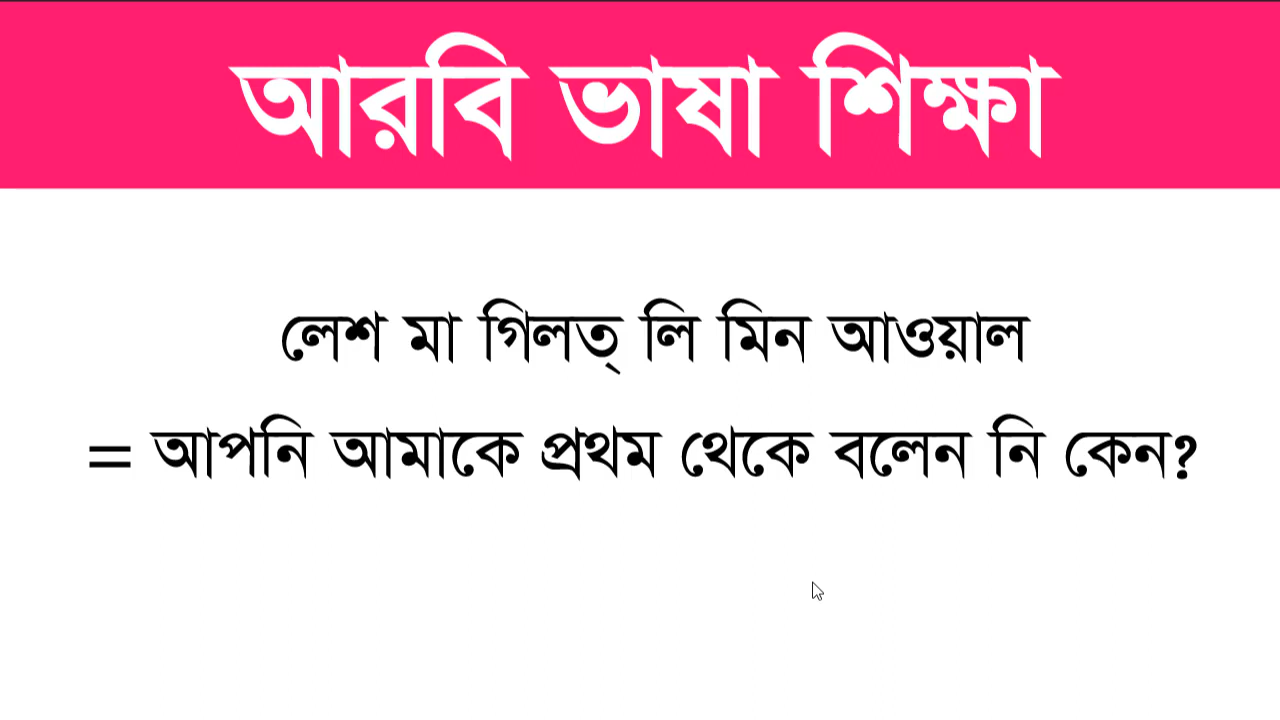 আরবি ভাষা শিক্ষা
লেশ মা গিলত্ লি মিন আওয়াল
= আপনি আমাকে প্রথম থেকে বলেন নি কেন?